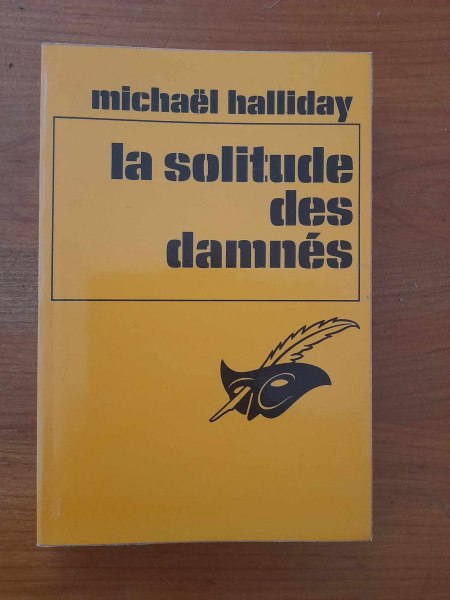 michaël halliday
la solitude
des
damnés